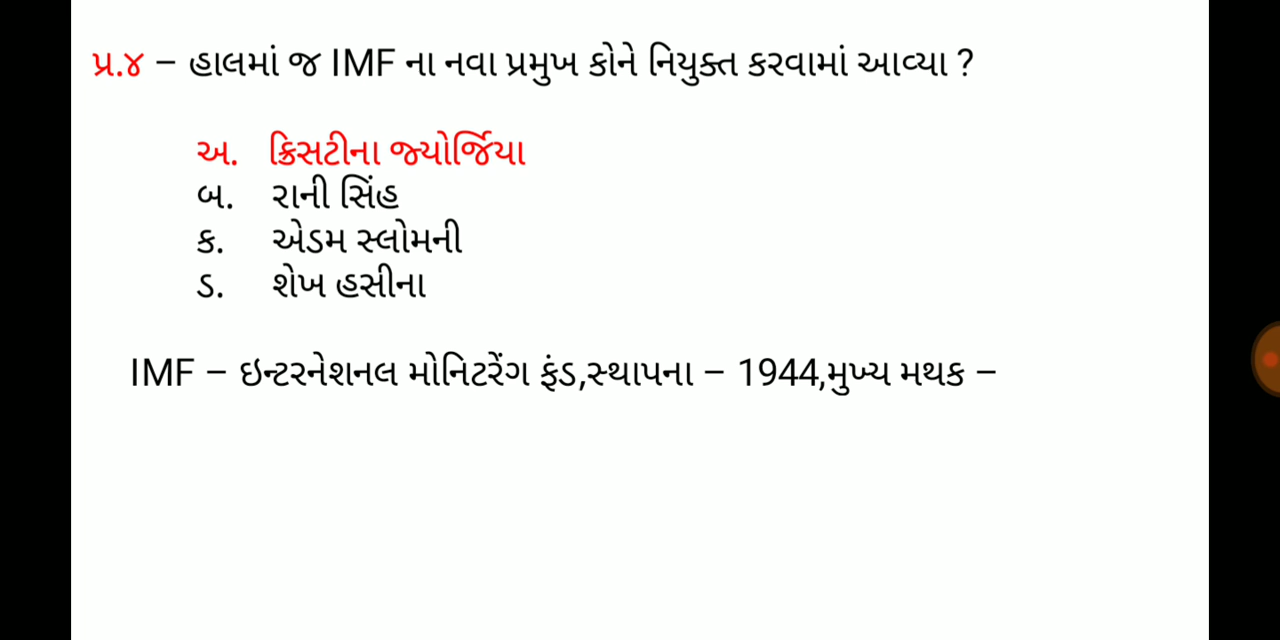 પ્ર.૪ – હાલમાં જ IMF ના નવા પ્રમુખ કોને નિયુક્ત કરવામાં આવ્યા ?
અ. ક્રિસટીના જ્યોર્જિયા
બ. રાની સિંહ
ક. એડમ સ્લોમની
ડ. શેખ હસીના
IMF – ઇન્ટરનેશનલ મોનિટરેંગ ફંડ,સ્થાપના – 1944,મુખ્ય મથક –